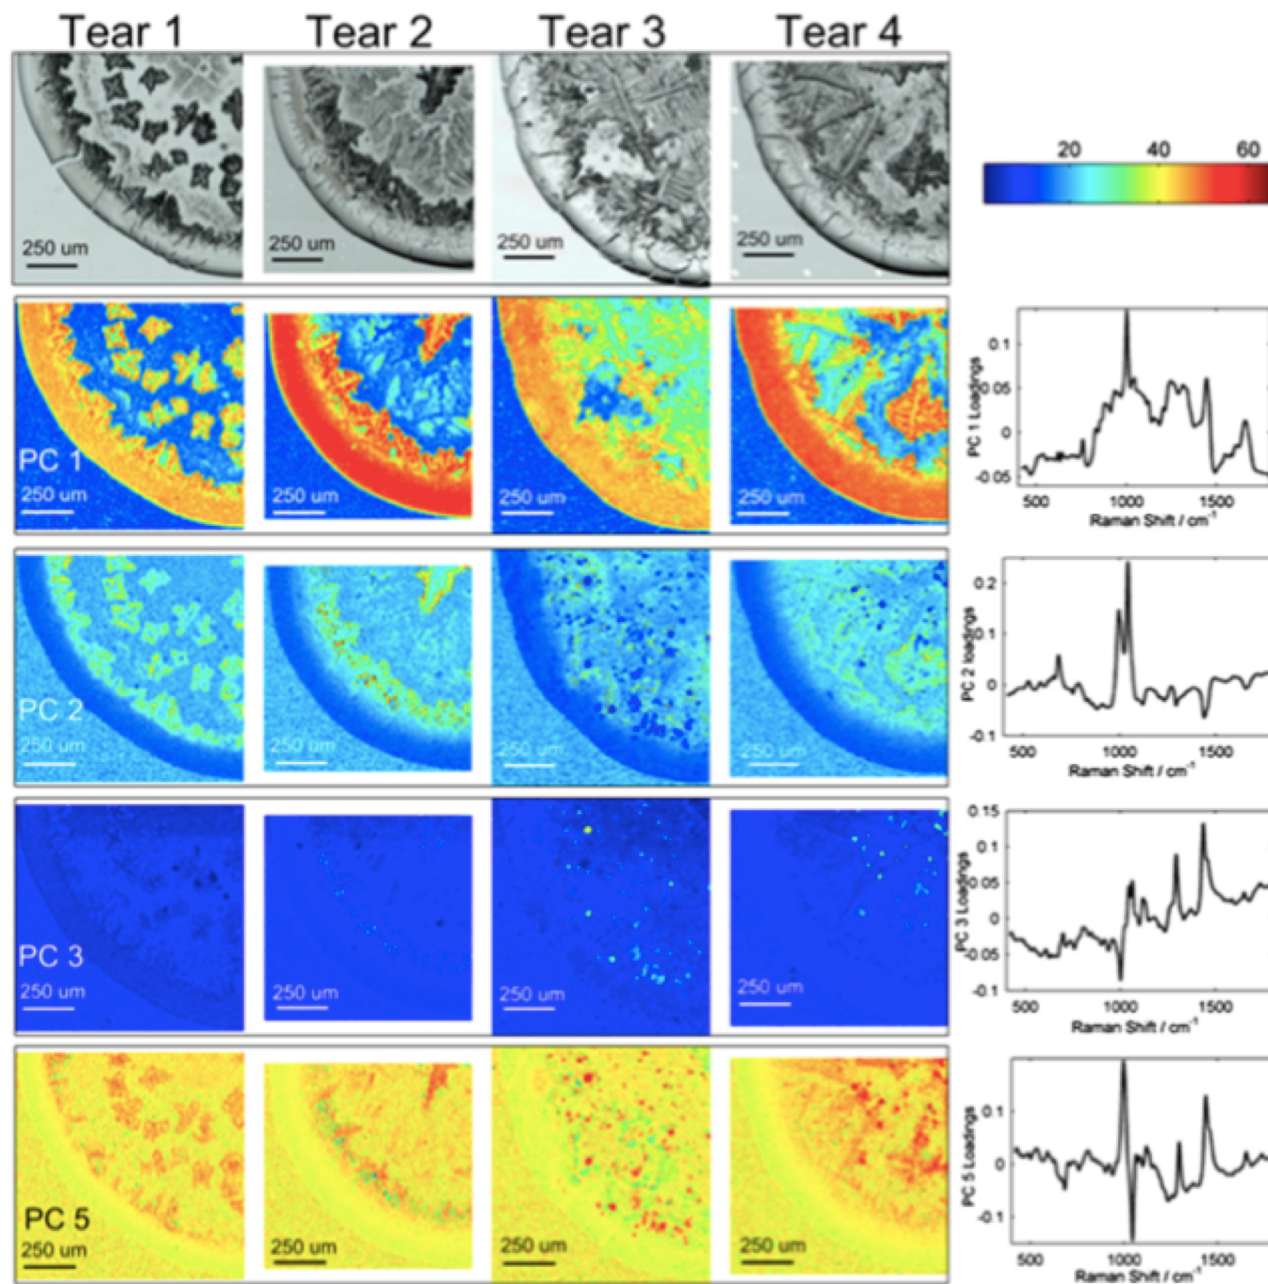 Tear 1 Tear 2 Tear 3 Tear 4
250 um 250 um 250 um 250 um
20 40 60
PC 1
250 um 250 um 250 um 250 um
PC 1 Loadings
0.1
0.05
0
-0.05
500 1000 1500
Raman Shift / cm⁻¹
PC 2
250 um 250 um 250 um 250 um
PC 2 loadings
0.2
0.1
0
-0.1
500 1000 1500
Raman Shift / cm⁻¹
PC 3
250 um 250 um 250 um 250 um
PC 3 Loadings
0.15
0.1
0.05
0
-0.05
-0.1
500 1000 1500
Raman Shift / cm⁻¹
PC 5
250 um 250 um 250 um 250 um
PC 5 Loadings
0.1
0
-0.1
500 1000 1500
Raman Shift / cm⁻¹